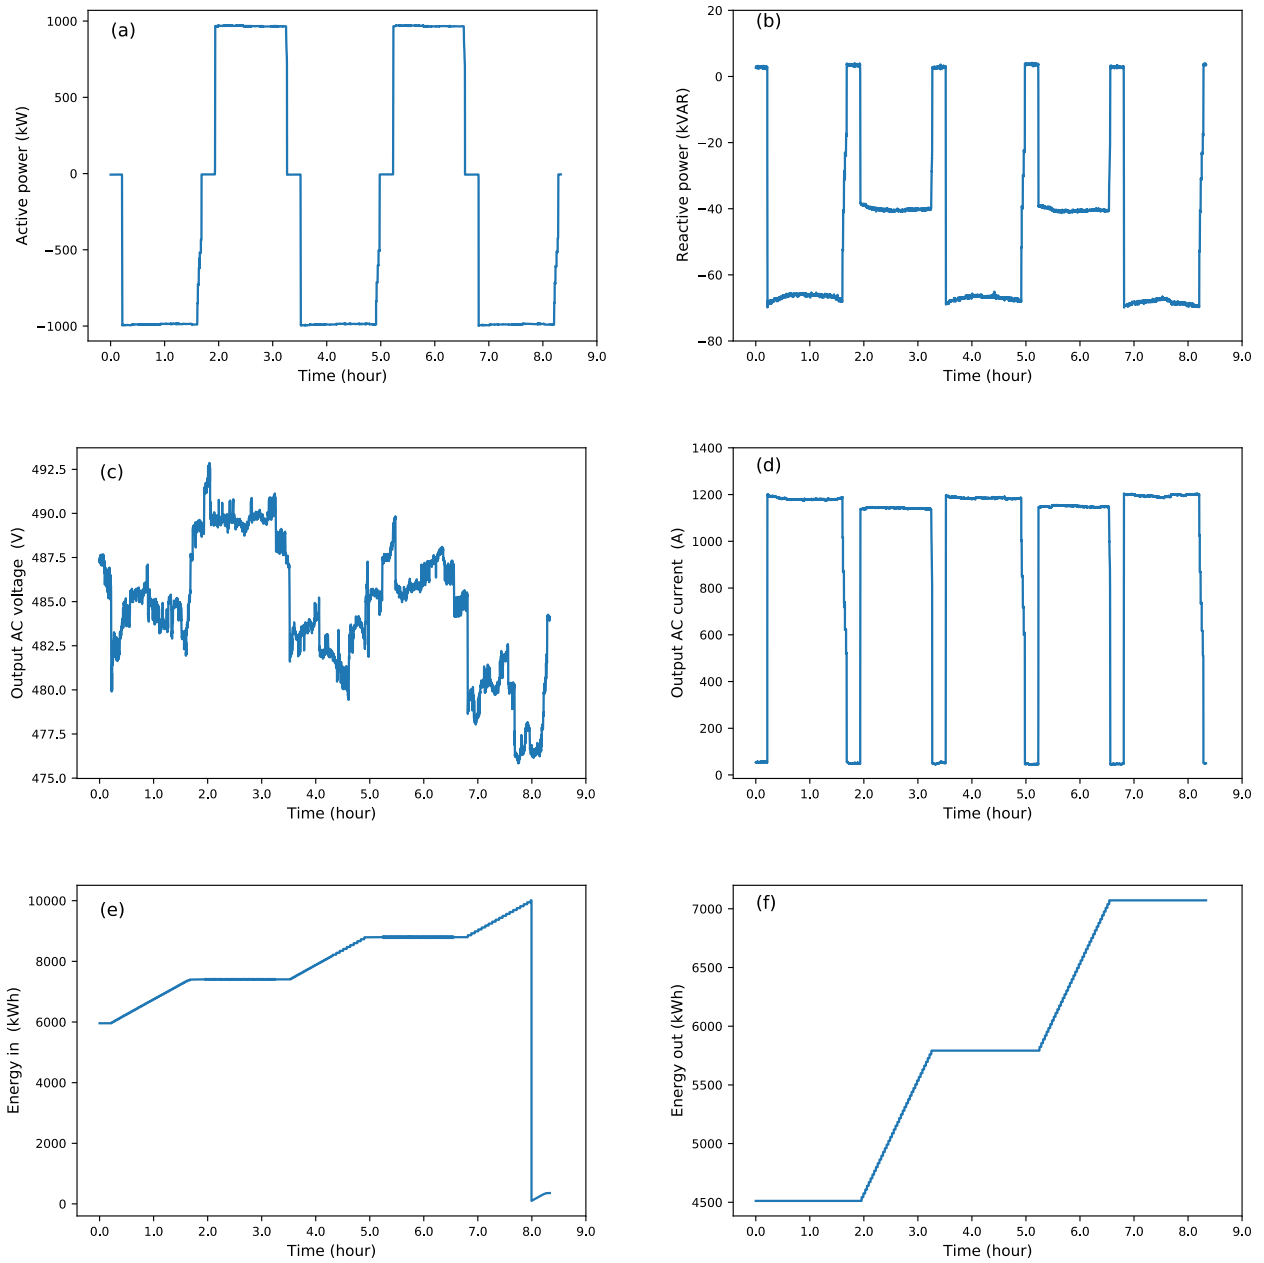 (a)
1000
500
0
−500
−1000
Active power (kW)
0.0 1.0 2.0 3.0 4.0 5.0 6.0 7.0 8.0 9.0
Time (hour)
(b)
20
0
−20
−40
−60
−80
Reactive power (kVAR)
0.0 1.0 2.0 3.0 4.0 5.0 6.0 7.0 8.0 9.0
Time (hour)
(c)
492.5
490.0
487.5
485.0
482.5
480.0
477.5
475.0
Output AC voltage (V)
0.0 1.0 2.0 3.0 4.0 5.0 6.0 7.0 8.0 9.0
Time (hour)
(d)
1400
1200
1000
800
600
400
200
0
Output AC current (A)
0.0 1.0 2.0 3.0 4.0 5.0 6.0 7.0 8.0 9.0
Time (hour)
(e)
10000
8000
6000
4000
2000
0
Energy in (kWh)
0.0 1.0 2.0 3.0 4.0 5.0 6.0 7.0 8.0 9.0
Time (hour)
(f)
7000
6500
6000
5500
5000
4500
Energy out (kWh)
0.0 1.0 2.0 3.0 4.0 5.0 6.0 7.0 8.0 9.0
Time (hour)